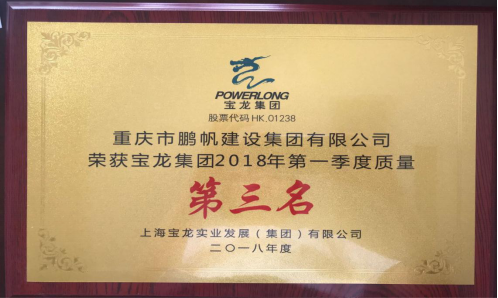 POWERLONG
宝龙集团
股票代码 HK.01238
重庆市鹏帆建设集团有限公司
荣获宝龙集团2018年第一季度质量
第三名
上海宝龙实业发展(集团)有限公司
二〇一八年度